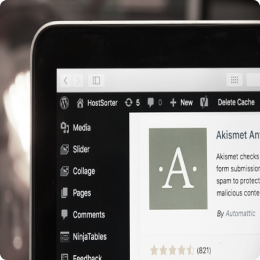 HostSorter 5 0 New Delete Cache
Media
Slider
Collage
Pages
Comments
NinjaTables
Feedback
·A·
Akismet An
Akismet checks
form submission
spam to protect
malicious conte
By Automattic
(821)